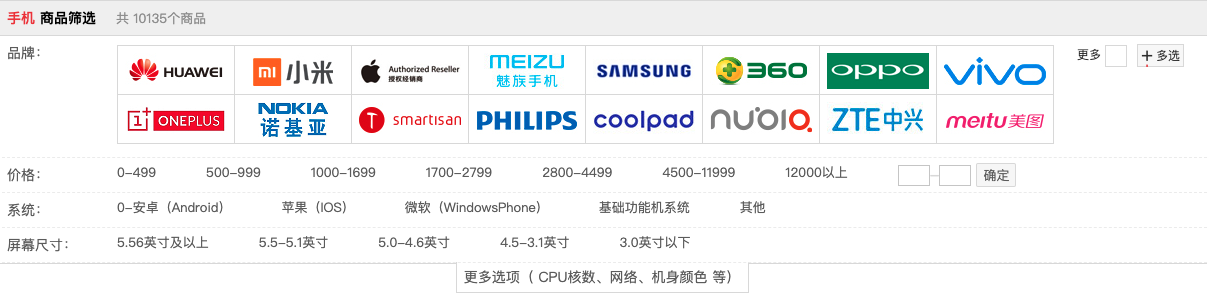 手机 商品筛选 共 10135个商品
品牌： HUAWEI mi 小米 Authorized Reseller 授权经销商 MEIZU 魅族手机 SAMSUNG 360 OPPO vivo 更多 + 多选
1+ ONEPLUS NOKIA 诺基亚 T smartisan PHILIPS coolpad nubia ZTE中兴 meitu美图
价格： 0-499 500-999 1000-1699 1700-2799 2800-4499 4500-11999 12000以上 - 确定
系统： 0-安卓（Android） 苹果（IOS） 微软（WindowsPhone） 基础功能机系统 其他
屏幕尺寸： 5.56英寸及以上 5.5-5.1英寸 5.0-4.6英寸 4.5-3.1英寸 3.0英寸以下
更多选项（ CPU核数、网络、机身颜色 等）